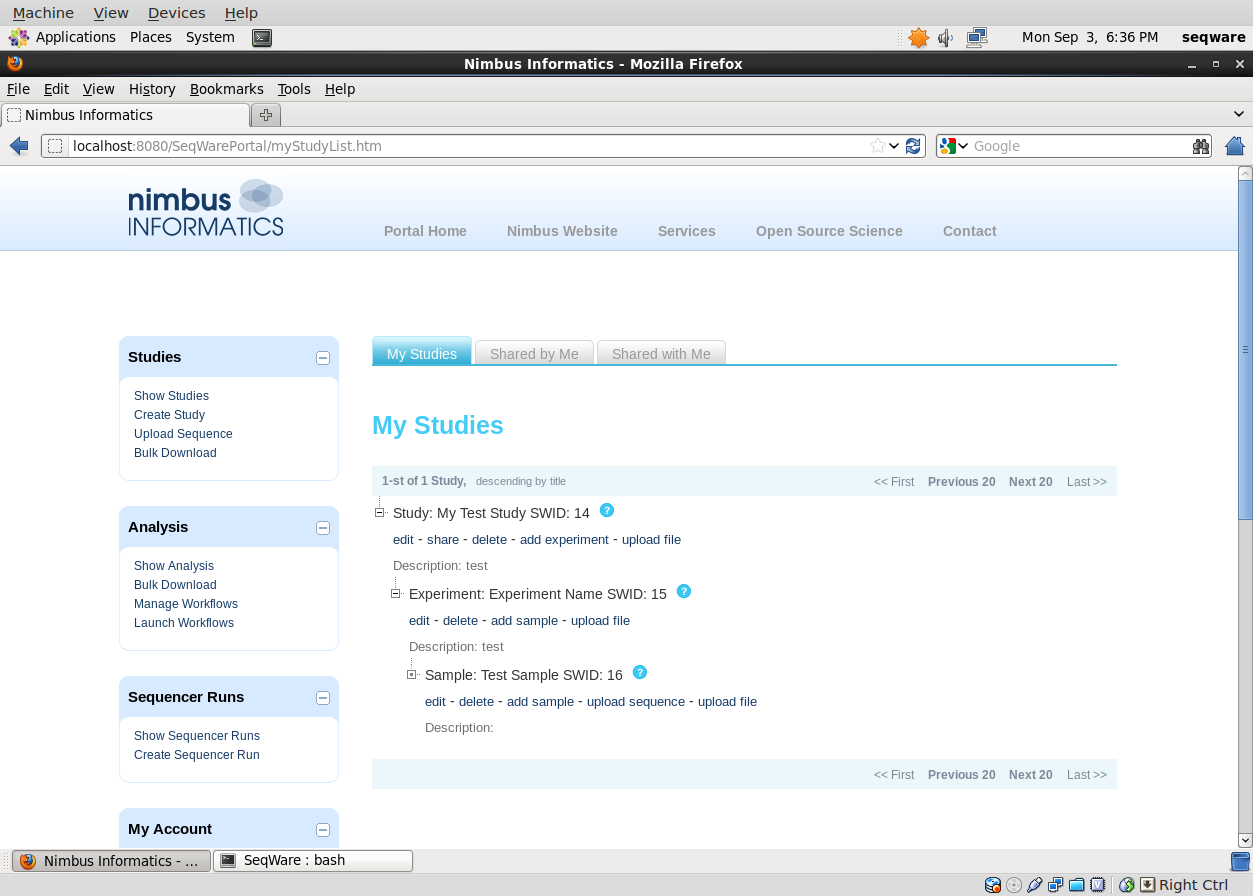 Machine View Devices Help
Applications Places System Mon Sep 3, 6:36 PM seqware
Nimbus Informatics - Mozilla Firefox
File Edit View History Bookmarks Tools Help
Nimbus Informatics
localhost:8080/SeqWarePortal/myStudyList.htm Google
nimbus
INFORMATICS
Portal Home Nimbus Website Services Open Source Science Contact
Studies
Show Studies
Create Study
Upload Sequence
Bulk Download
Analysis
Show Analysis
Bulk Download
Manage Workflows
Launch Workflows
Sequencer Runs
Show Sequencer Runs
Create Sequencer Run
My Account
My Studies Shared by Me Shared with Me
My Studies
1-st of 1 Study, descending by title << First Previous 20 Next 20 Last >>
Study: My Test Study SWID: 14 ?
edit - share - delete - add experiment - upload file
Description: test
Experiment: Experiment Name SWID: 15 ?
edit - delete - add sample - upload file
Description: test
Sample: Test Sample SWID: 16 ?
edit - delete - add sample - upload sequence - upload file
Description:
<< First Previous 20 Next 20 Last >>
Nimbus Informatics - ... SeqWare : bash
Right Ctrl